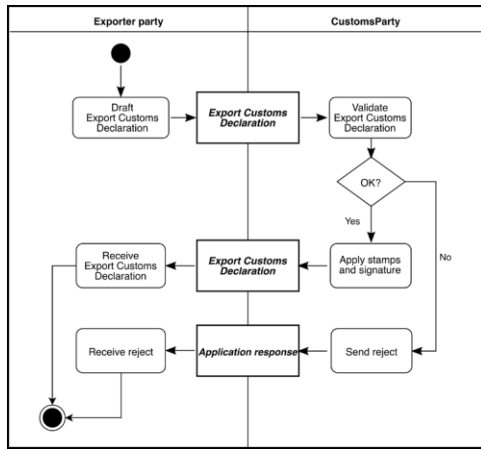 Exporter party
CustomsParty
Draft
Export Customs
Declaration
Export Customs
Declaration
Validate
Export Customs
Declaration
OK?
Yes
No
Receive
Export Customs
Declaration
Export Customs
Declaration
Apply stamps
and signature
Receive reject
Application response
Send reject